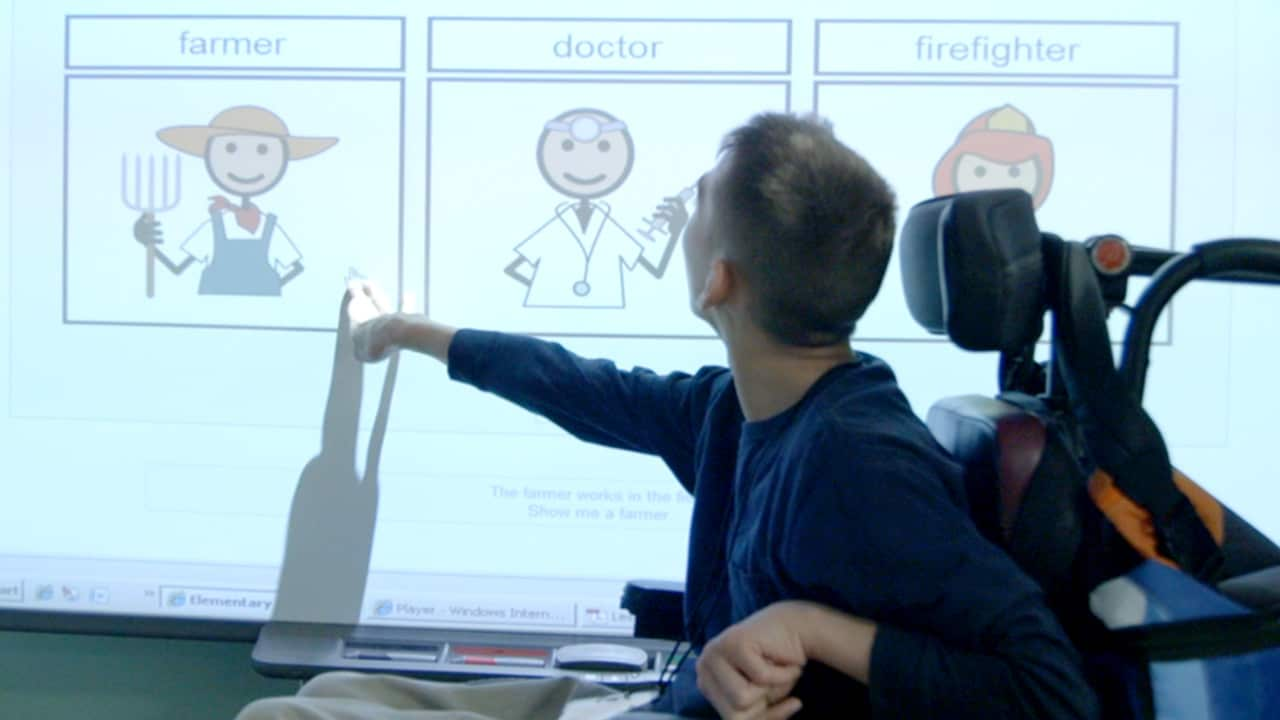 farmer
doctor
firefighter
The farmer works in the
Show me a farmer
Elementary
Player - Windows Intern...